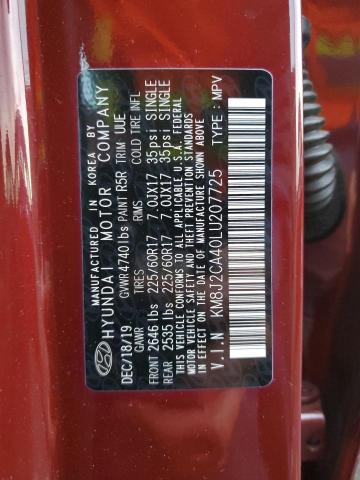 MANUFACTURED IN KOREA BY
HYUNDAI MOTOR COMPANY
DEC/18/19 GVWR 4740lbs PAINT R5R TRIM UUE
GAWR TIRES RIMS COLD TIRE INFL
FRONT 2646 lbs 225/60R17 7.0JX17 35psi SINGLE
REAR 2535 lbs 225/60R17 7.0JX17 35psi SINGLE
THIS VEHICLE CONFORMS TO ALL APPLICABLE U.S.A. FEDERAL
MOTOR VEHICLE SAFETY AND THEFT PREVENTION STANDARDS
IN EFFECT ON THE DATE OF MANUFACTURE SHOWN ABOVE
V.I.N KM8J2CA40LU207725 TYPE: MPV